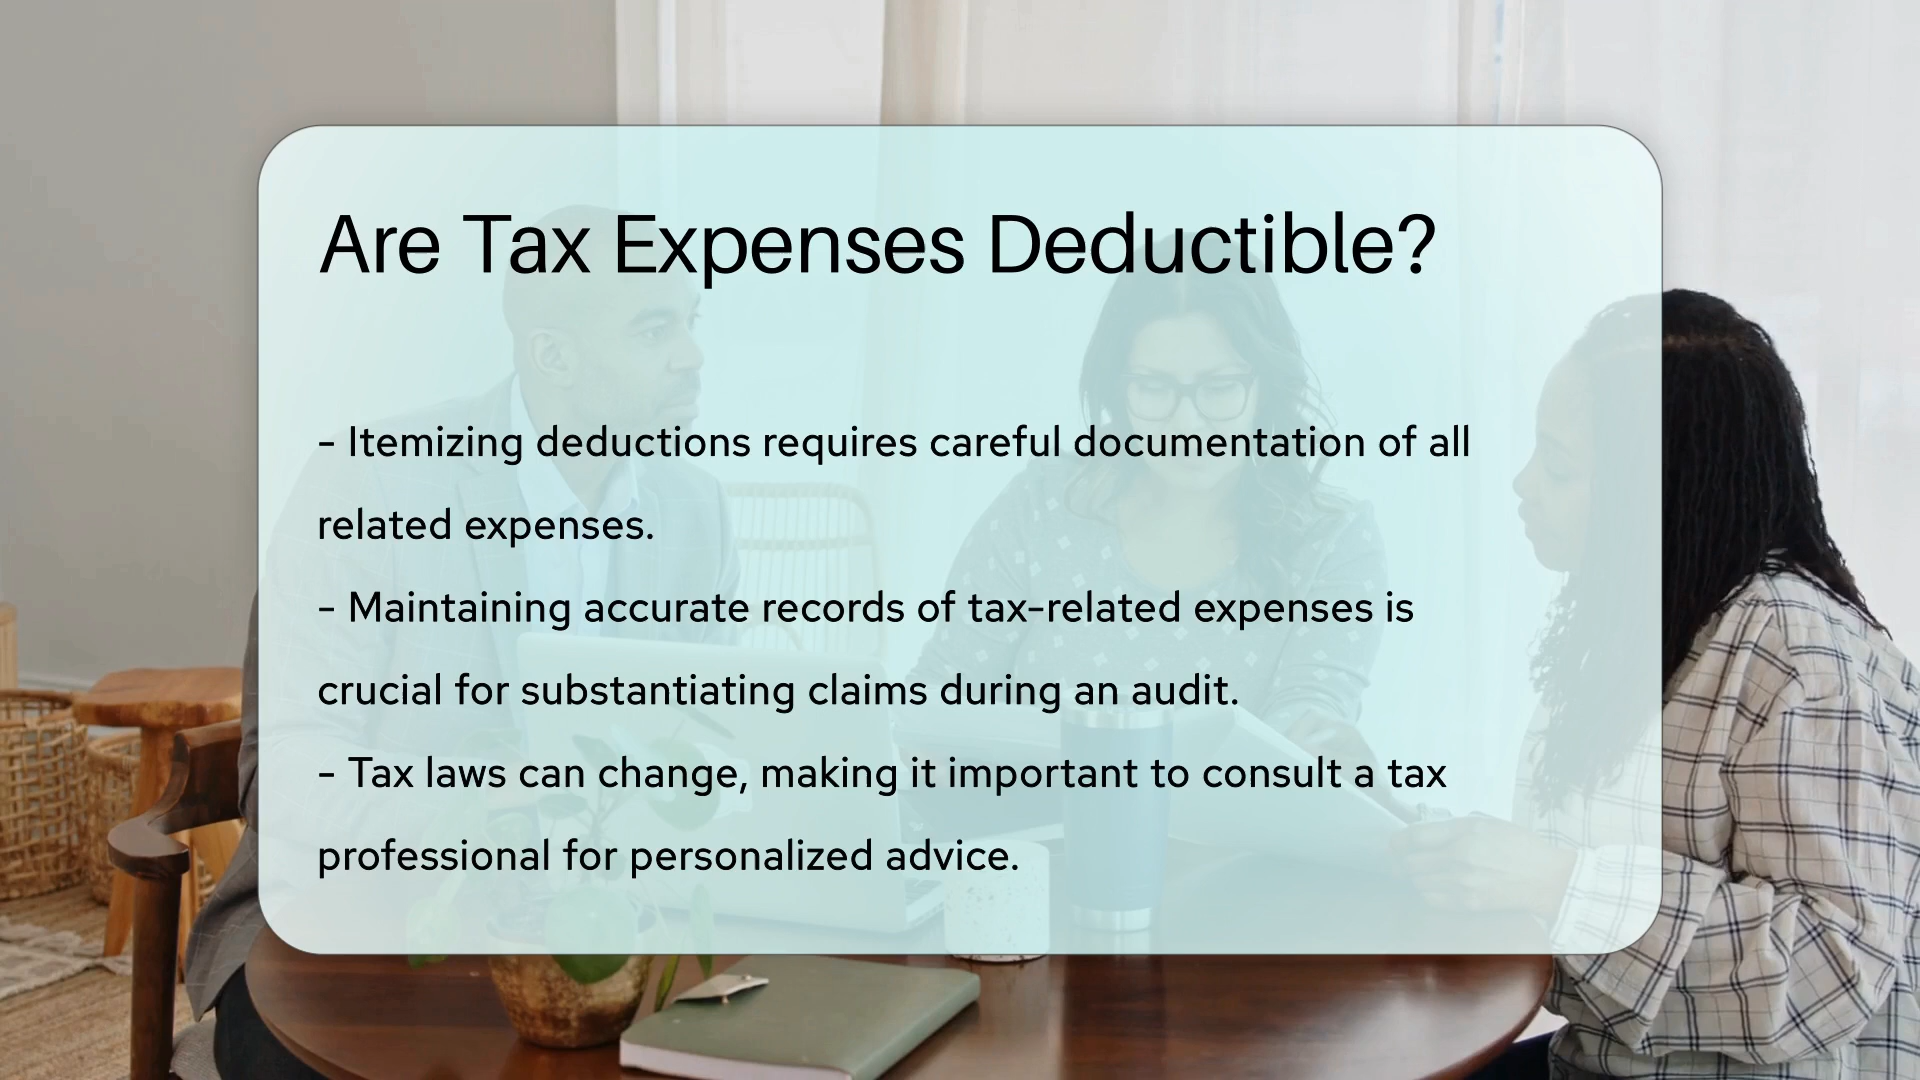 Are Tax Expenses Deductible?
- Itemizing deductions requires careful documentation of all
related expenses.
- Maintaining accurate records of tax-related expenses is
crucial for substantiating claims during an audit.
- Tax laws can change, making it important to consult a tax
professional for personalized advice.